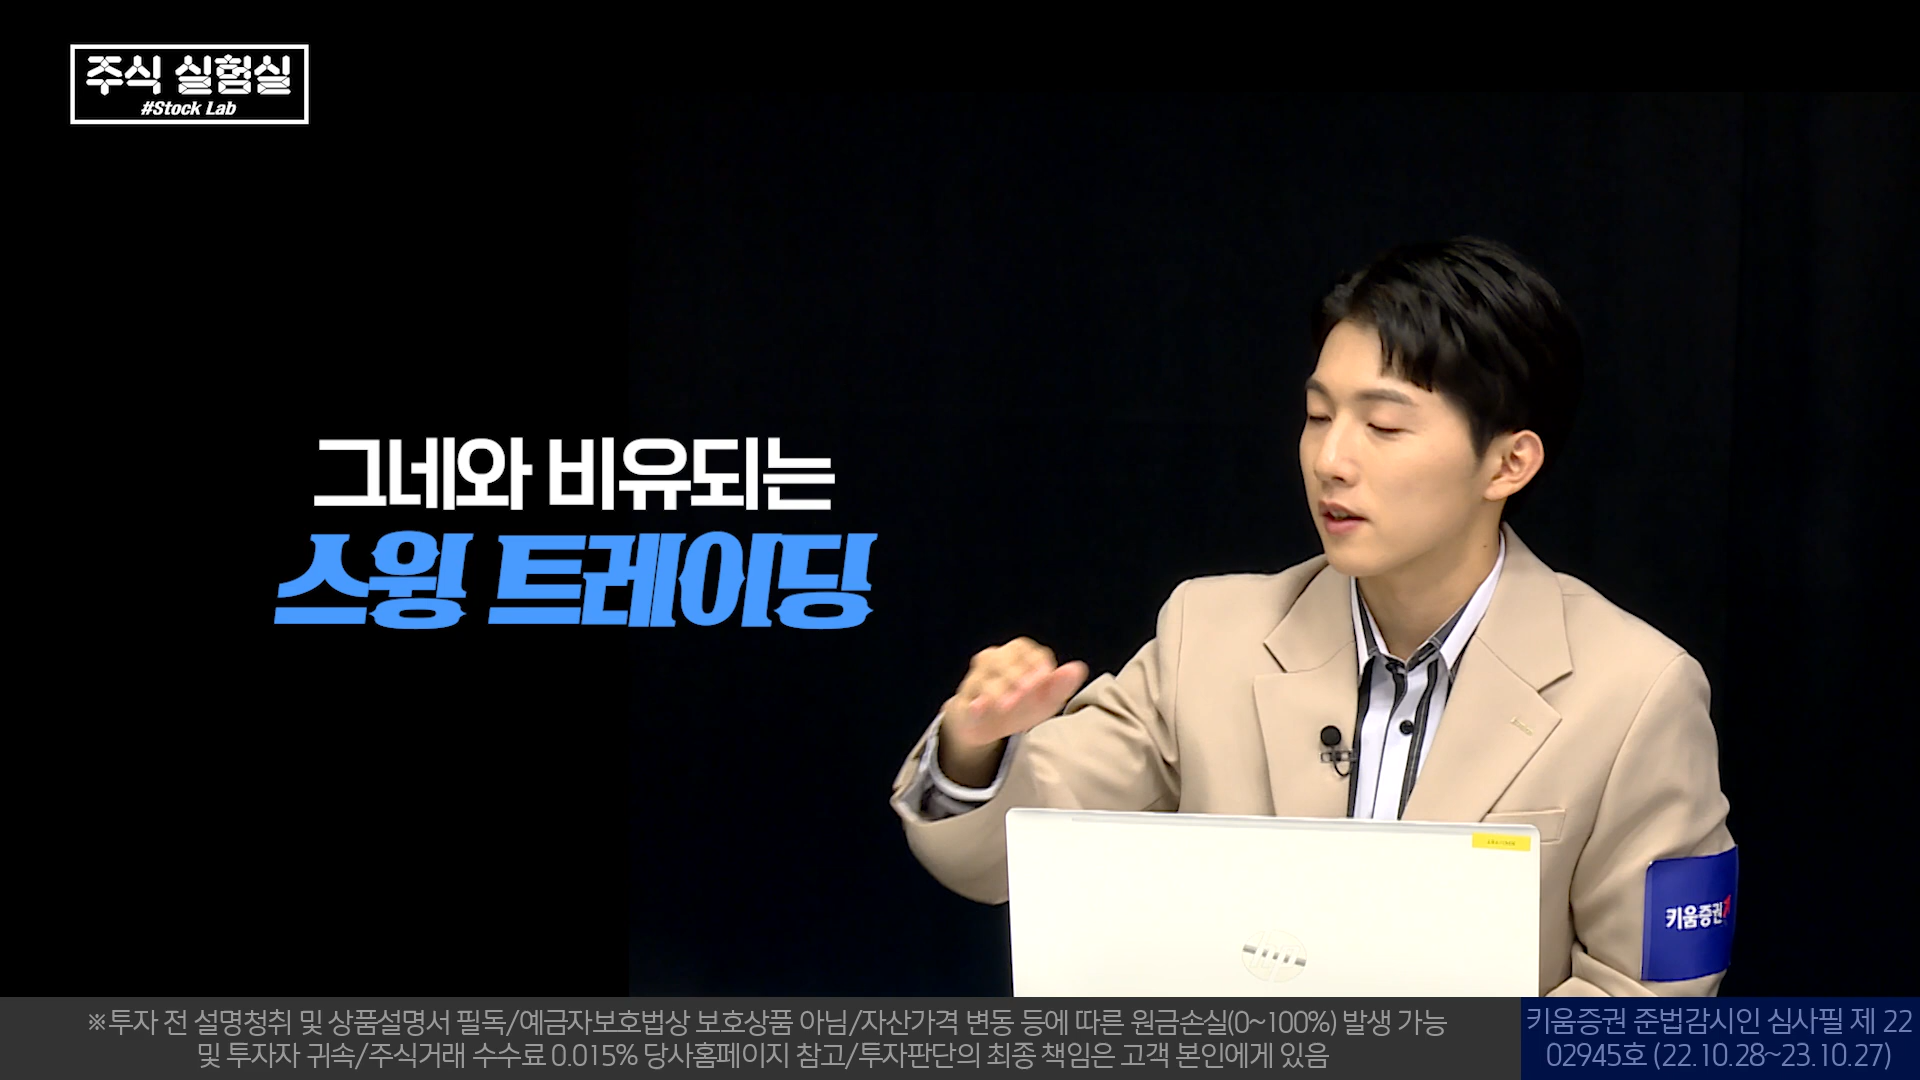 주식 실험실
#Stock Lab
그네와 비유되는
스윙 트레이딩
hp
키움증권
※투자 전 설명청취 및 상품설명서 필독/예금자보호법상 보호상품 아님/자산가격 변동 등에 따른 원금손실(0~100%) 발생 가능
및 투자자 귀속/주식거래 수수료 0.015% 당사홈페이지 참고/투자판단의 최종 책임은 고객 본인에게 있음
키움증권 준법감시인 심사필 제 22
02945호 (22.10.28~23.10.27)